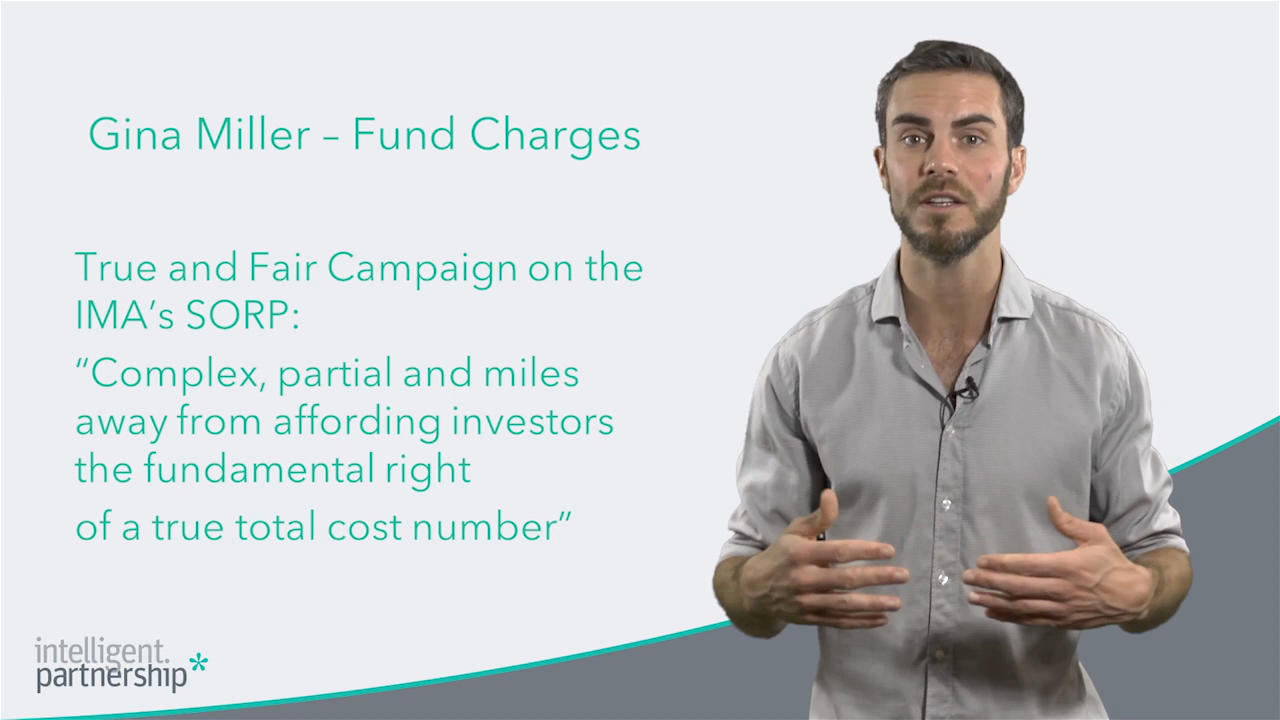 Gina Miller – Fund Charges
True and Fair Campaign on the
IMA’s SORP:
“Complex, partial and miles
away from affording investors
the fundamental right
of a true total cost number”
intelligent.
partnership*